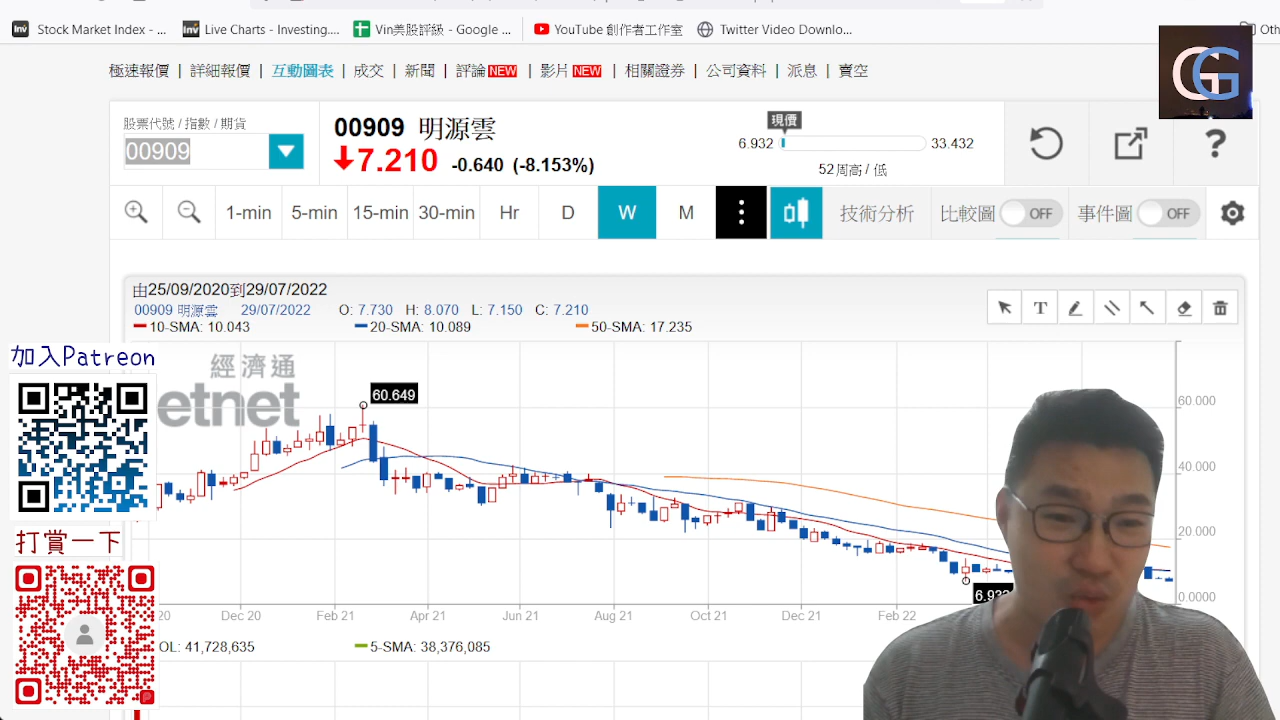 Stock Market Index - ...
Live Charts - Investing....
Vin美股評級 - Google ...
YouTube 創作者工作室
Twitter Video Downlo...
Oth
極速報價 | 詳細報價 | 互動圖表 | 成交 | 新聞 | 評論 NEW | 影片 NEW | 相關證券 | 公司資料 | 派息 | 賣空
GG
股票代號 / 指數 / 期貨
00909
00909 明源雲
7.210 -0.640 (-8.153%)
現價
6.932 33.432
52周高 / 低
?
1-min 5-min 15-min 30-min Hr D W M 技術分析 比較圖 OFF 事件圖 OFF
由25/09/2020到29/07/2022
00909 明源雲 29/07/2022 O: 7.730 H: 8.070 L: 7.150 C: 7.210
T
10-SMA: 10.043 20-SMA: 10.089 50-SMA: 17.235
加入Patreon
經濟通
etnet
60.649
60.000
40.000
20.000
0.0000
打賞一下
6.932
20 Dec 20 Feb 21 Apr 21 Jun 21 Aug 21 Oct 21 Dec 21 Feb 22
OL: 41,728,635 5-SMA: 38,376,085